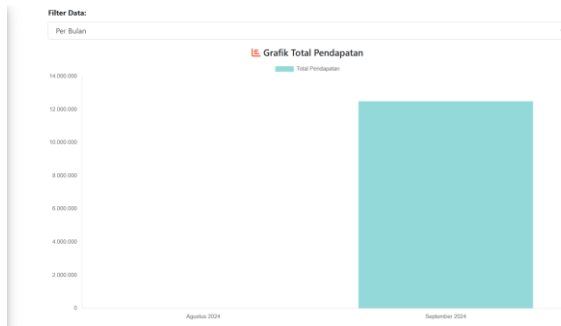 Filter Data:
Per Bulan
Grafik Total Pendapatan
Total Pendapatan
14.000.000
12.000.000
10.000.000
8.000.000
6.000.000
4.000.000
2.000.000
0
Agustus 2024
September 2024